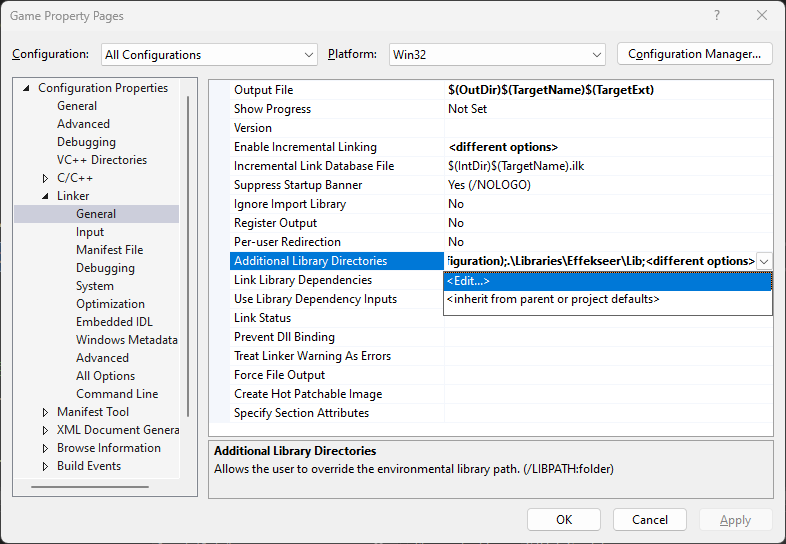 Game Property Pages
Configuration: All Configurations Platform: Win32 Configuration Manager...
Configuration Properties
General
Advanced
Debugging
VC++ Directories
C/C++
Linker
General
Input
Manifest File
Debugging
System
Optimization
Embedded IDL
Windows Metadata
Advanced
All Options
Command Line
Manifest Tool
XML Document Genera
Browse Information
Build Events
Output File $(OutDir)$(TargetName)$(TargetExt)
Show Progress Not Set
Version
Enable Incremental Linking <different options>
Incremental Link Database File $(IntDir)$(TargetName).ilk
Suppress Startup Banner Yes (/NOLOGO)
Ignore Import Library No
Register Output No
Per-user Redirection No
Additional Library Directories figuration);.\Libraries\Effekseer\Lib;<different options>
Link Library Dependencies <Edit...>
Use Library Dependency Inputs <inherit from parent or project defaults>
Link Status
Prevent Dll Binding
Treat Linker Warning As Errors
Force File Output
Create Hot Patchable Image
Specify Section Attributes
Additional Library Directories
Allows the user to override the environmental library path. (/LIBPATH:folder)
OK Cancel Apply